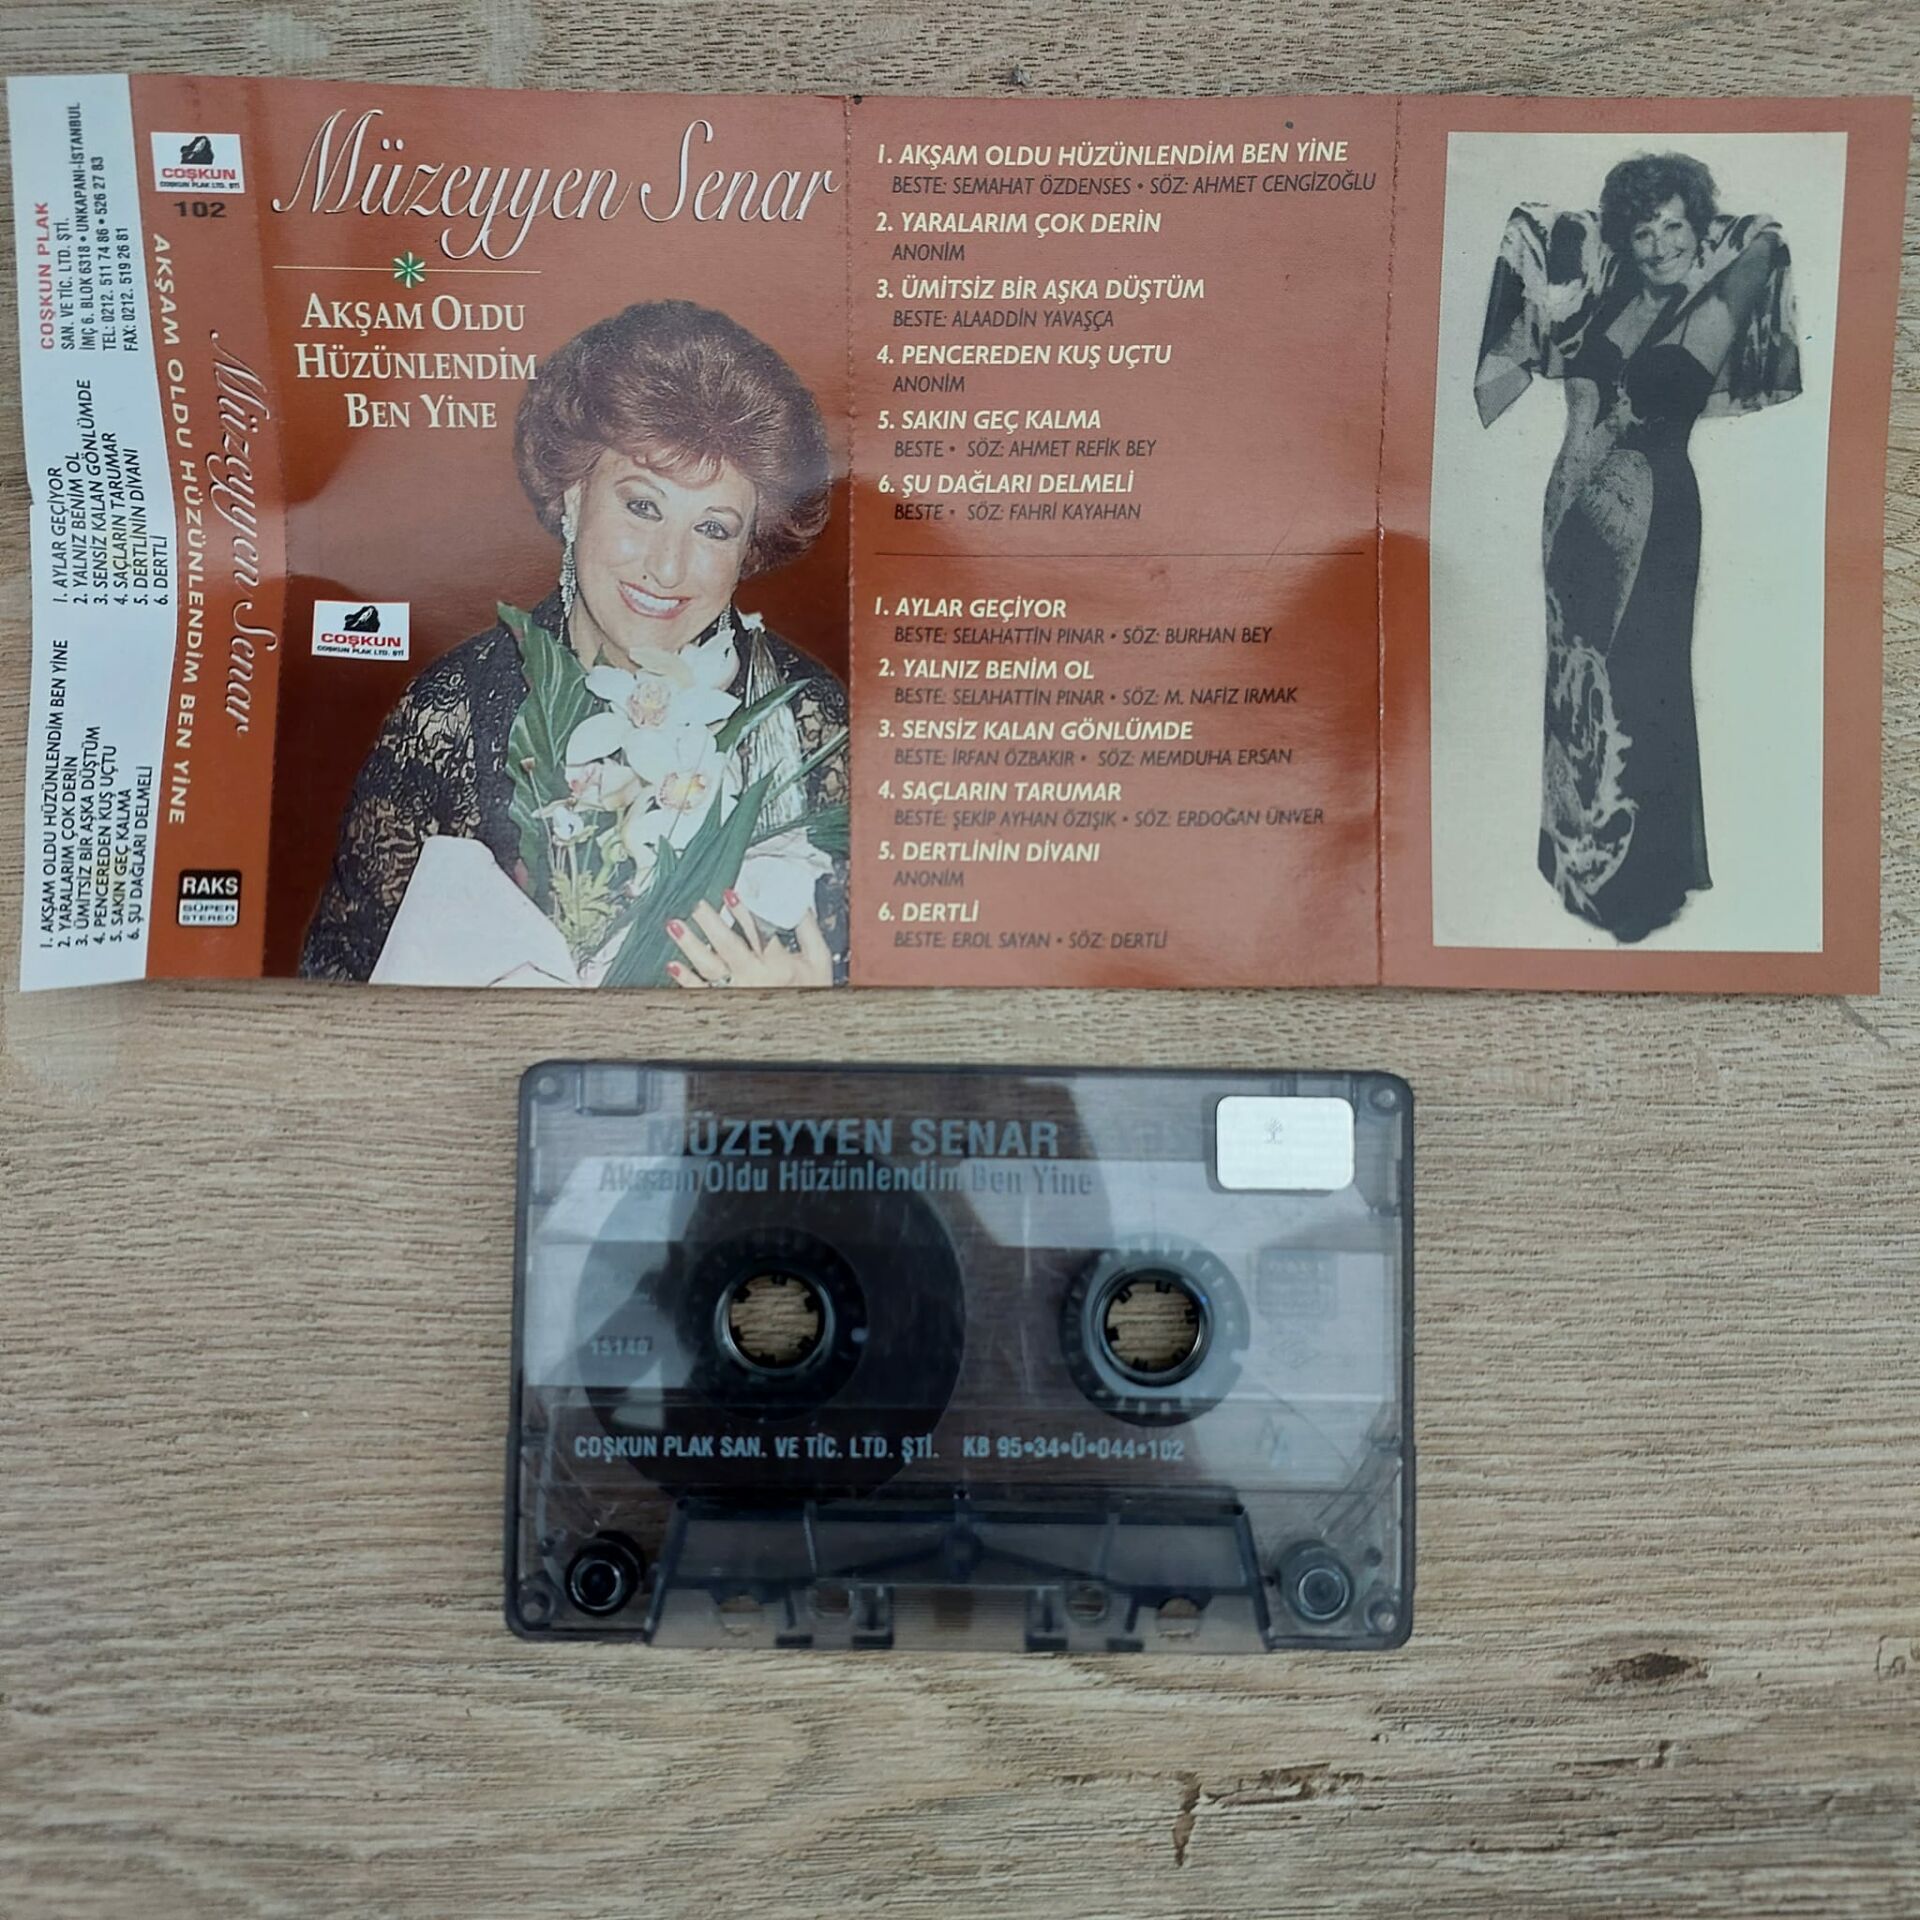 COŞKUN PLAK
SAN. VE TİC. LTD. ŞTİ.
İMÇ 6. BLOK 6318 • UNKAPANI-İSTANBUL
TEL: 0212. 511 74 86 • 526 27 83
FAX: 0212. 519 26 81
1. AYLAR GEÇİYOR
2. YALNIZ BENİM OL
3. SENSİZ KALAN GÖNLÜMDE
4. SAÇLARIN TARUMAR
5. DERTLİNİN DİVANI
6. DERTLİ
1. AKŞAM OLDU HÜZÜNLENDİM BEN YİNE
2. YARALARIM ÇOK DERİN
3. ÜMİTSİZ BİR AŞKA DÜŞTÜM
4. PENCEREDEN KUŞ UÇTU
5. SAKIN GEÇ KALMA
6. ŞU DAĞLARI DELMELİ
COŞKUN
COŞKUN PLAK LTD. ŞTİ
102
Müzeyyen Senar
AKŞAM OLDU HÜZÜNLENDİM BEN YİNE
RAKS
SÜPER
STEREO
Müzeyyen Senar
AKŞAM OLDU
HÜZÜNLENDİM
BEN YİNE
COŞKUN
COŞKUN PLAK LTD. ŞTİ
1. AKŞAM OLDU HÜZÜNLENDİM BEN YİNE
BESTE: SEMAHAT ÖZDENSES • SÖZ: AHMET CENGİZOĞLU
2. YARALARIM ÇOK DERİN
ANONİM
3. ÜMİTSİZ BİR AŞKA DÜŞTÜM
BESTE: ALAADDİN YAVAŞÇA
4. PENCEREDEN KUŞ UÇTU
ANONİM
5. SAKIN GEÇ KALMA
BESTE • SÖZ: AHMET REFİK BEY
6. ŞU DAĞLARI DELMELİ
BESTE • SÖZ: FAHRİ KAYAHAN
1. AYLAR GEÇİYOR
BESTE: SELAHATTİN PINAR • SÖZ: BURHAN BEY
2. YALNIZ BENİM OL
BESTE: SELAHATTİN PINAR • SÖZ: M. NAFİZ IRMAK
3. SENSİZ KALAN GÖNLÜMDE
BESTE: İRFAN ÖZBAKIR • SÖZ: MEMDUHA ERSAN
4. SAÇLARIN TARUMAR
BESTE: ŞEKİP AYHAN ÖZIŞIK • SÖZ: ERDOĞAN ÜNVER
5. DERTLİNİN DİVANI
ANONİM
6. DERTLİ
BESTE: EROL SAYAN • SÖZ: DERTLİ
MÜZEYYEN SENAR
Akşam Oldu Hüzünlendim Ben Yine
15140
COŞKUN PLAK SAN. VE TİC. LTD. ŞTİ. KB 95•34•Ü•044•102
A